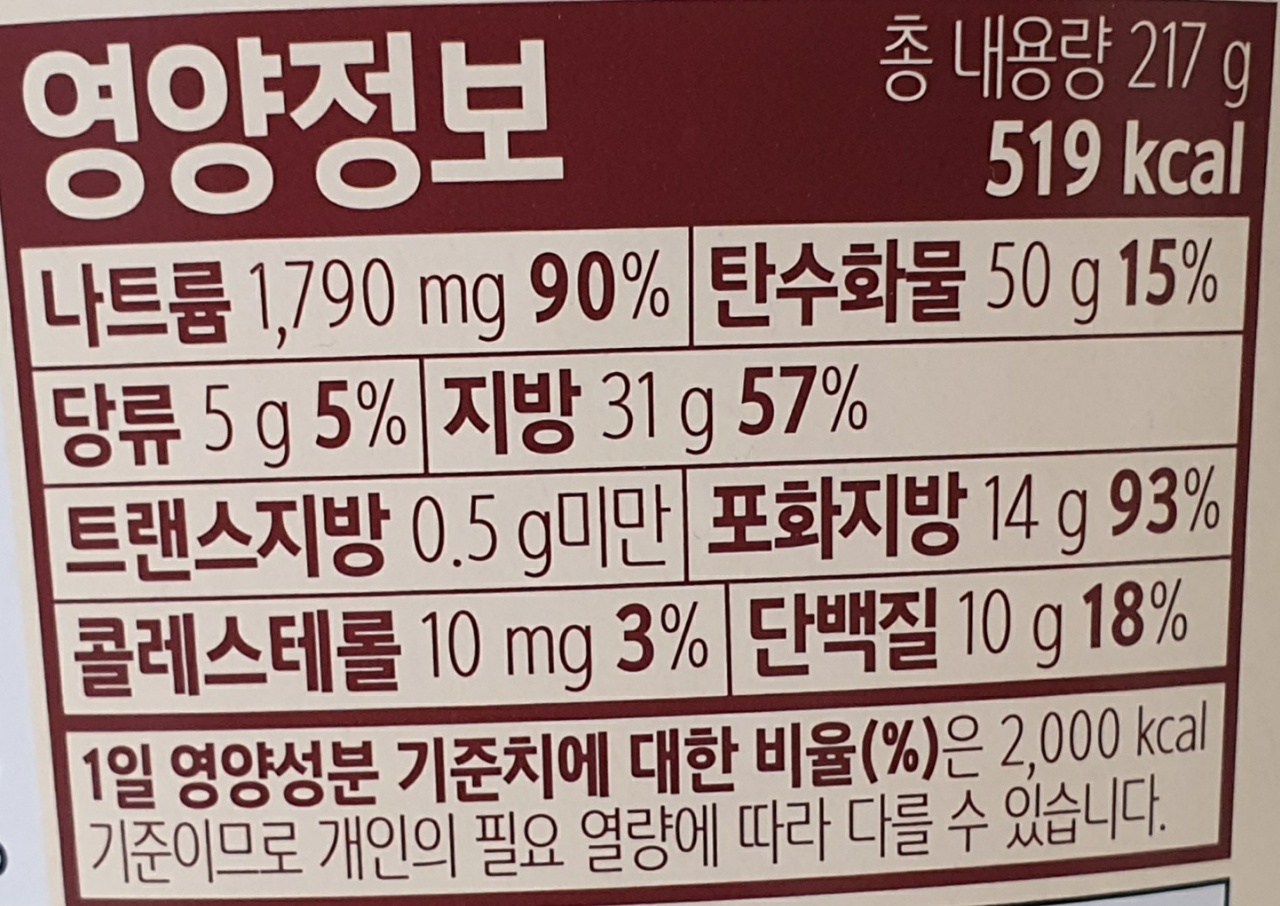 영양정보
총 내용량 217 g
519 kcal
나트륨 1,790 mg 90% 탄수화물 50 g 15%
당류 5 g 5% 지방 31 g 57%
트랜스지방 0.5 g미만 포화지방 14 g 93%
콜레스테롤 10 mg 3% 단백질 10 g 18%
1일 영양성분 기준치에 대한 비율(%)은 2,000 kcal
기준이므로 개인의 필요 열량에 따라 다를 수 있습니다.